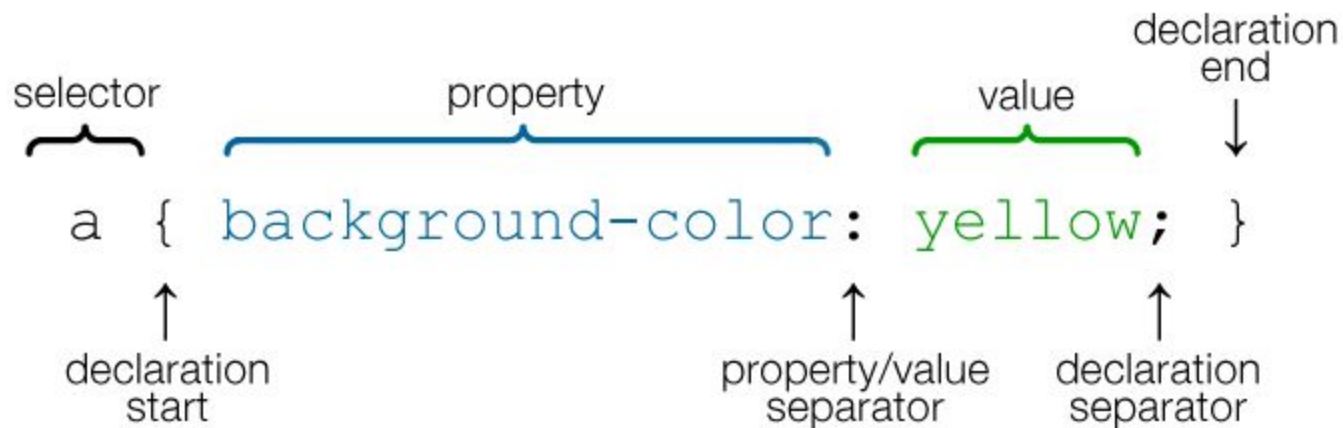 declaration
end
selector
property
value
a { background-color: yellow; }
declaration
start
property/value
separator
declaration
separator